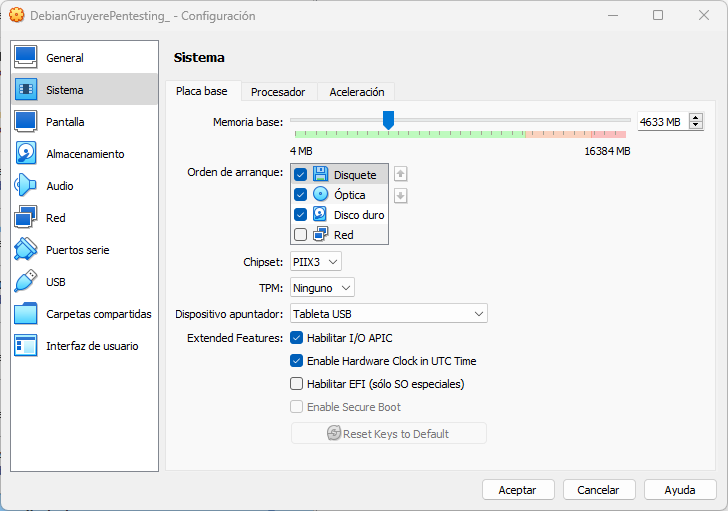 DebianGruyerePentesting_ - Configuración
General
Sistema
Pantalla
Almacenamiento
Audio
Red
Puertos serie
USB
Carpetas compartidas
Interfaz de usuario
Sistema
Placa base Procesador Aceleración
Memoria base: 4633 MB
4 MB 16384 MB
Orden de arranque: Disquete
Óptica
Disco duro
Red
Chipset: PIIX3
TPM: Ninguno
Dispositivo apuntador: Tableta USB
Extended Features: Habilitar I/O APIC
Enable Hardware Clock in UTC Time
Habilitar EFI (sólo SO especiales)
Enable Secure Boot
Reset Keys to Default
Aceptar Cancelar Ayuda